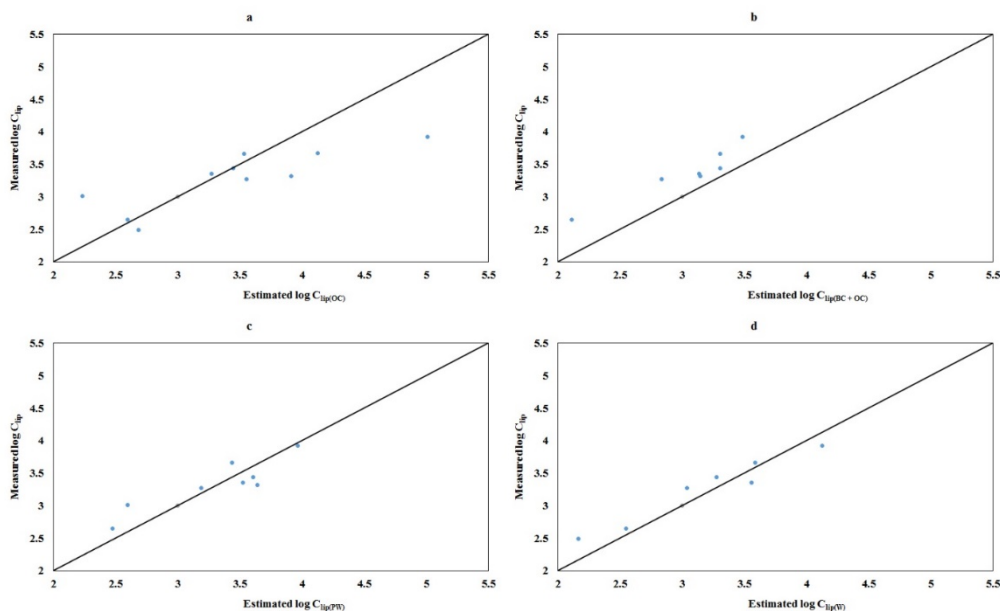 a
5.5
5
4.5
4
3.5
3
2.5
2
2 2.5 3 3.5 4 4.5 5 5.5
Measured log Clip
Estimated log Clip(OC)
b
5.5
5
4.5
4
3.5
3
2.5
2
2 2.5 3 3.5 4 4.5 5 5.5
Measured log Clip
Estimated log Clip(BC + OC)
c
5.5
5
4.5
4
3.5
3
2.5
2
2 2.5 3 3.5 4 4.5 5 5.5
Measured log Clip
Estimated log Clip(PW)
d
5.5
5
4.5
4
3.5
3
2.5
2
2 2.5 3 3.5 4 4.5 5 5.5
Measured log Clip
Estimated log Clip(W)